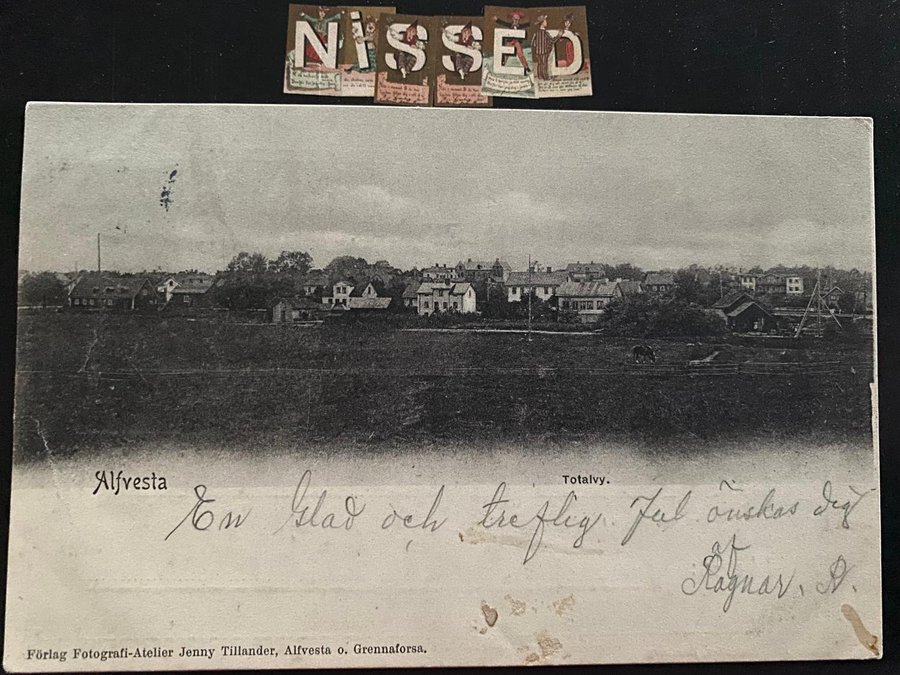 NiSSED
Alfvesta
Totalvy.
En Glad och treflig Jul önskas dig
af
Ragnar. A.
Förlag Fotografi-Atelier Jenny Tillander, Alfvesta o. Grennaforsa.